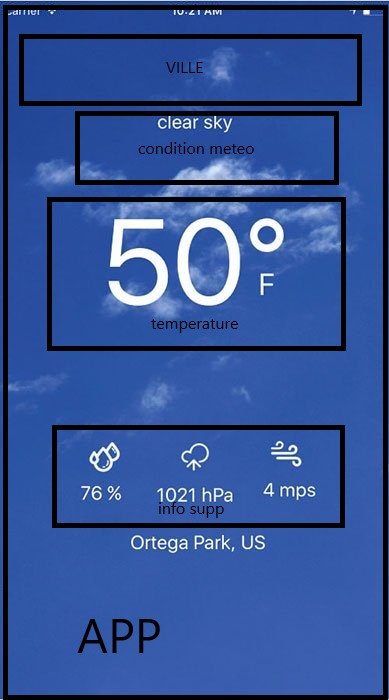 Carrier 10:21 AM
VILLE
clear sky
condition meteo
50°
F
temperature
76 % 1021 hPa 4 mps
info supp
Ortega Park, US
APP